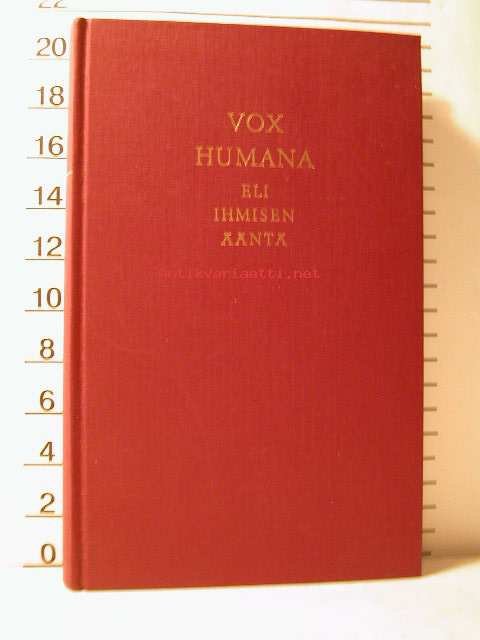 22
20
18
16
14
12
10
8
6
4
2
0
VOX
HUMANA
ELI
IHMISEN
ÄÄNTÄ
antikvariaatti.net